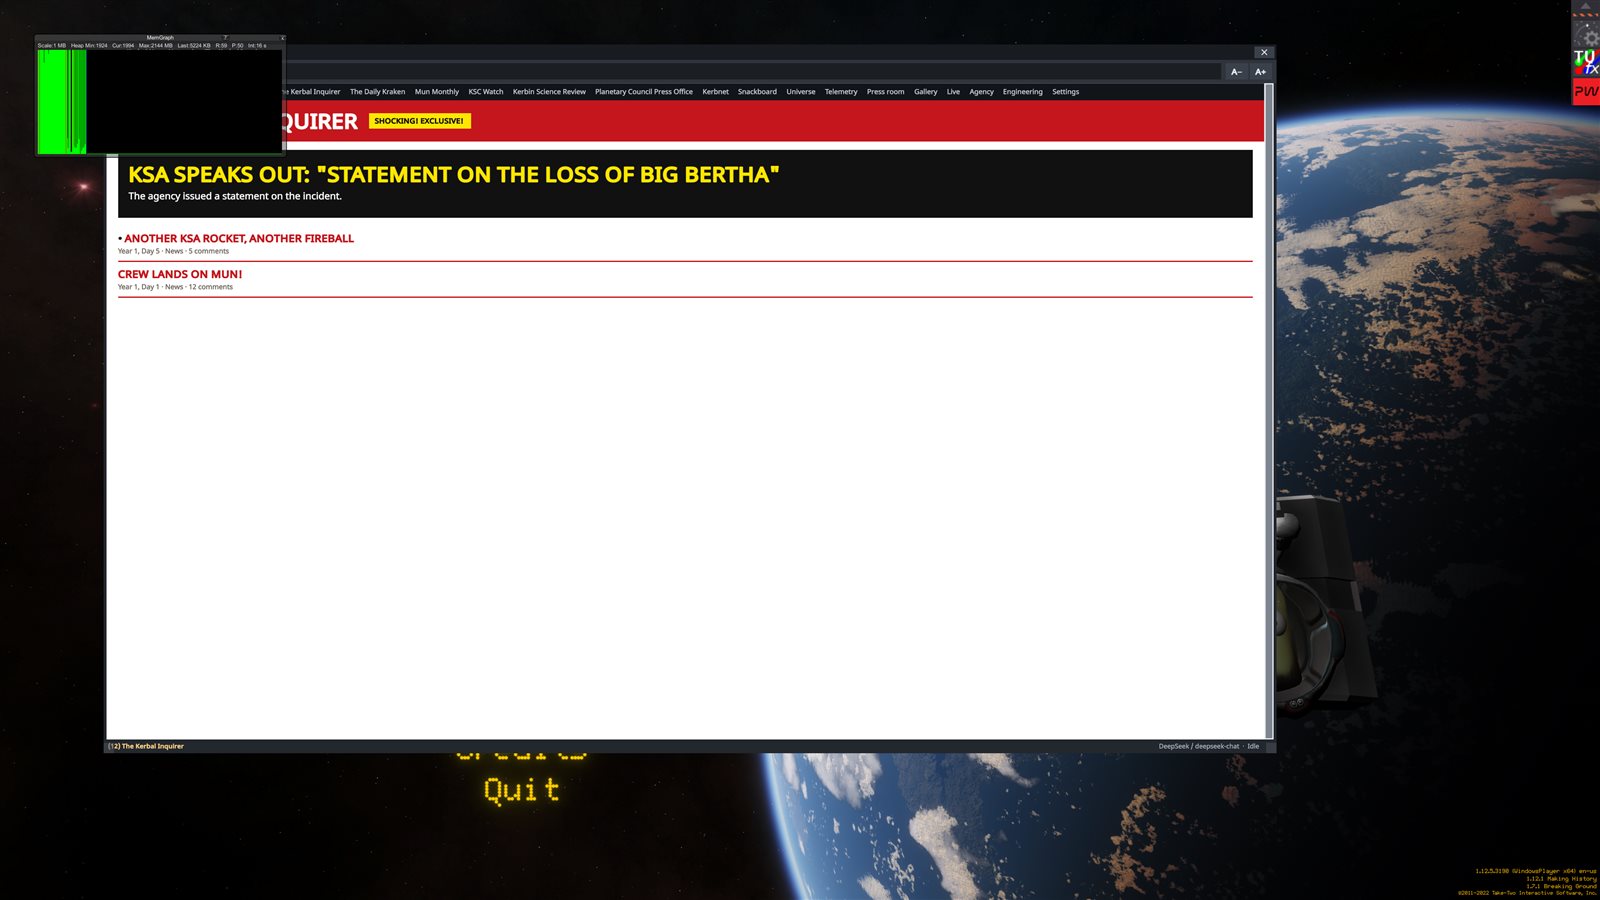 MemGraph ? x
Scale:1 MB Heap Min:1924 Cur:1994 Max:2144 MB Last:5224 KB R:59 P:50 Int:16 s
×
A− A+
Kerbal Inquirer The Daily Kraken Mun Monthly KSC Watch Kerbin Science Review Planetary Council Press Office Kerbnet Snackboard Universe Telemetry Press room Gallery Live Agency Engineering Settings
QUIRER SHOCKING! EXCLUSIVE!
KSA SPEAKS OUT: "STATEMENT ON THE LOSS OF BIG BERTHA"
The agency issued a statement on the incident.
• ANOTHER KSA ROCKET, ANOTHER FIREBALL
Year 1, Day 5 · News · 5 comments
CREW LANDS ON MUN!
Year 1, Day 1 · News · 12 comments
(12) The Kerbal Inquirer DeepSeek / deepseek-chat · Idle
Quit
TU
TX
PW
1.12.5.3190 (WindowsPlayer x64) en-us
1.12.1 Making History
1.7.1 Breaking Ground
©2011-2022 Take-Two Interactive Software, Inc.